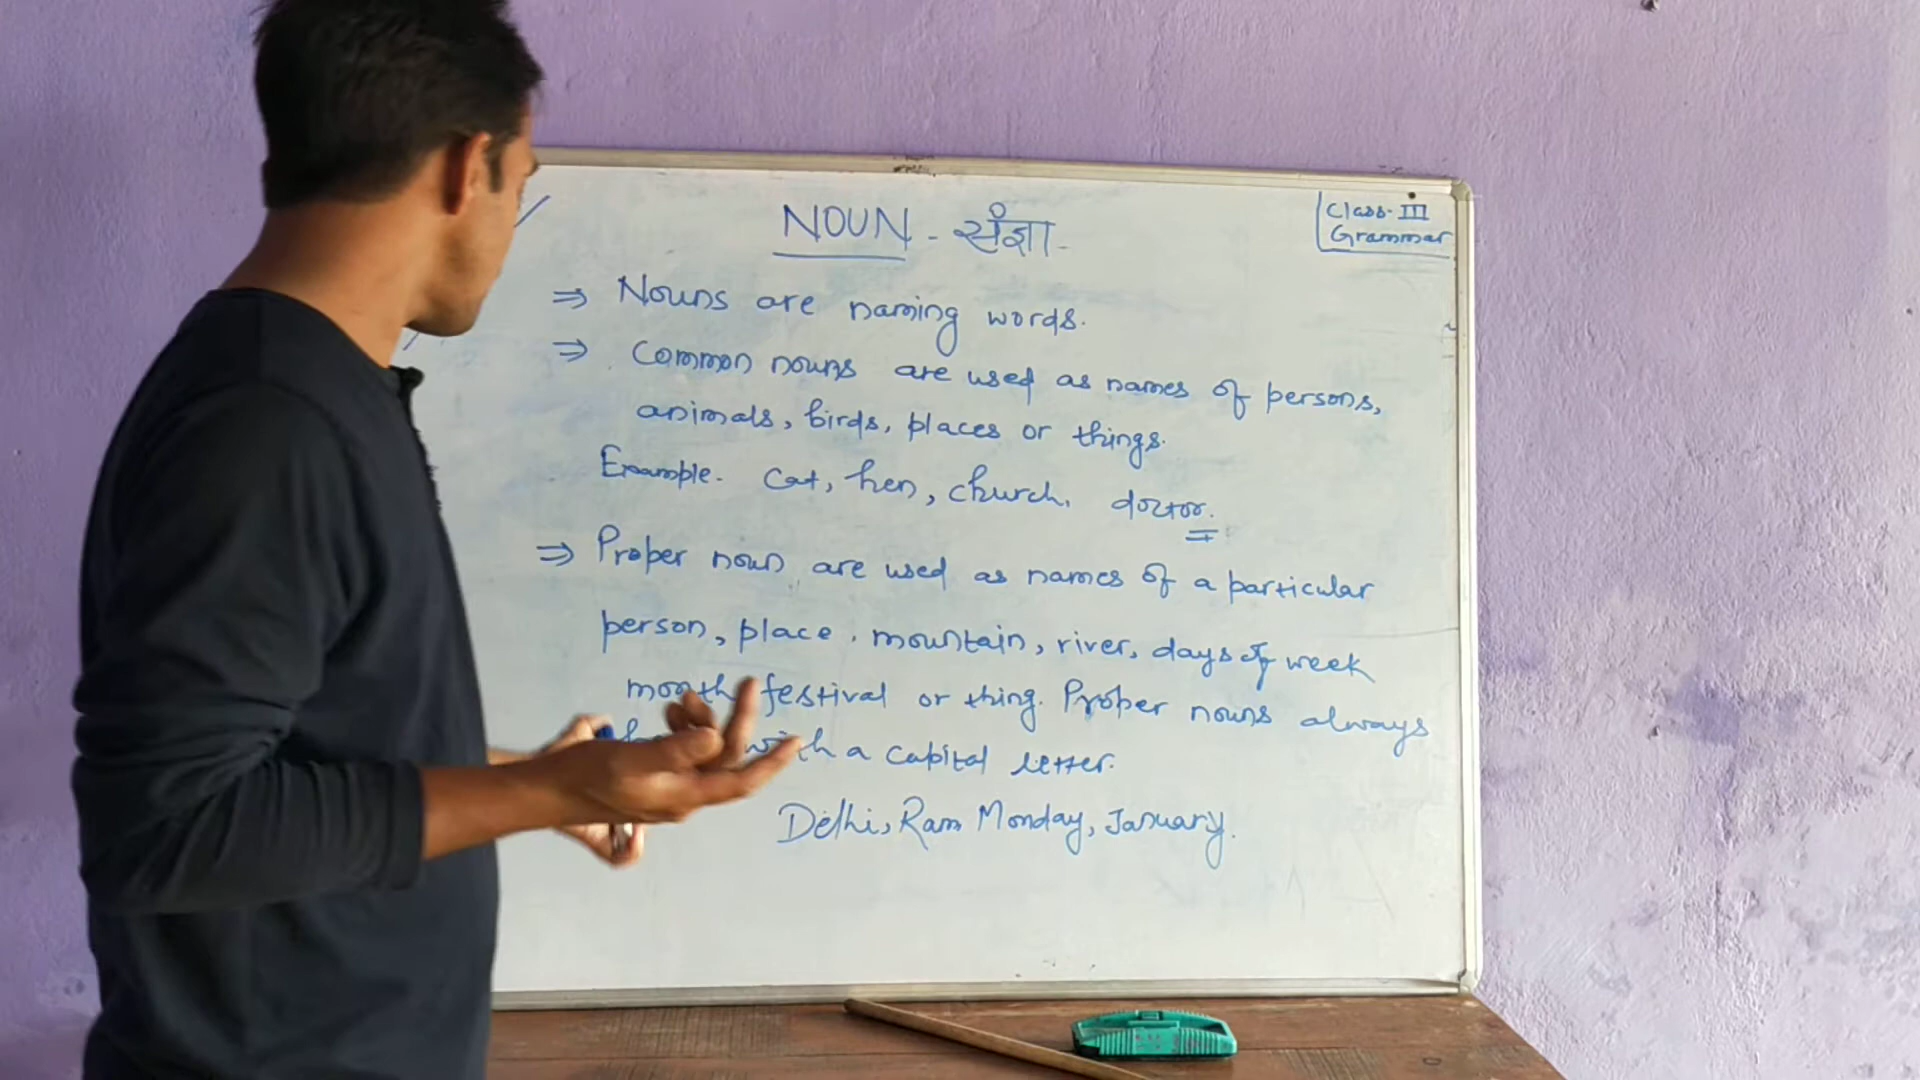 NOUN - संज्ञा -
Class-III
Grammar
⇒ Nouns are naming words.
⇒ Common nouns are used as names of persons,
animals, birds, places or things.
Example. Cat, hen, church, doctor.
⇒ Proper noun are used as names of a particular
person, place, mountain, river, days of week
month festival or thing. Proper nouns always
with a capital letter.
Delhi, Ram Monday, January.